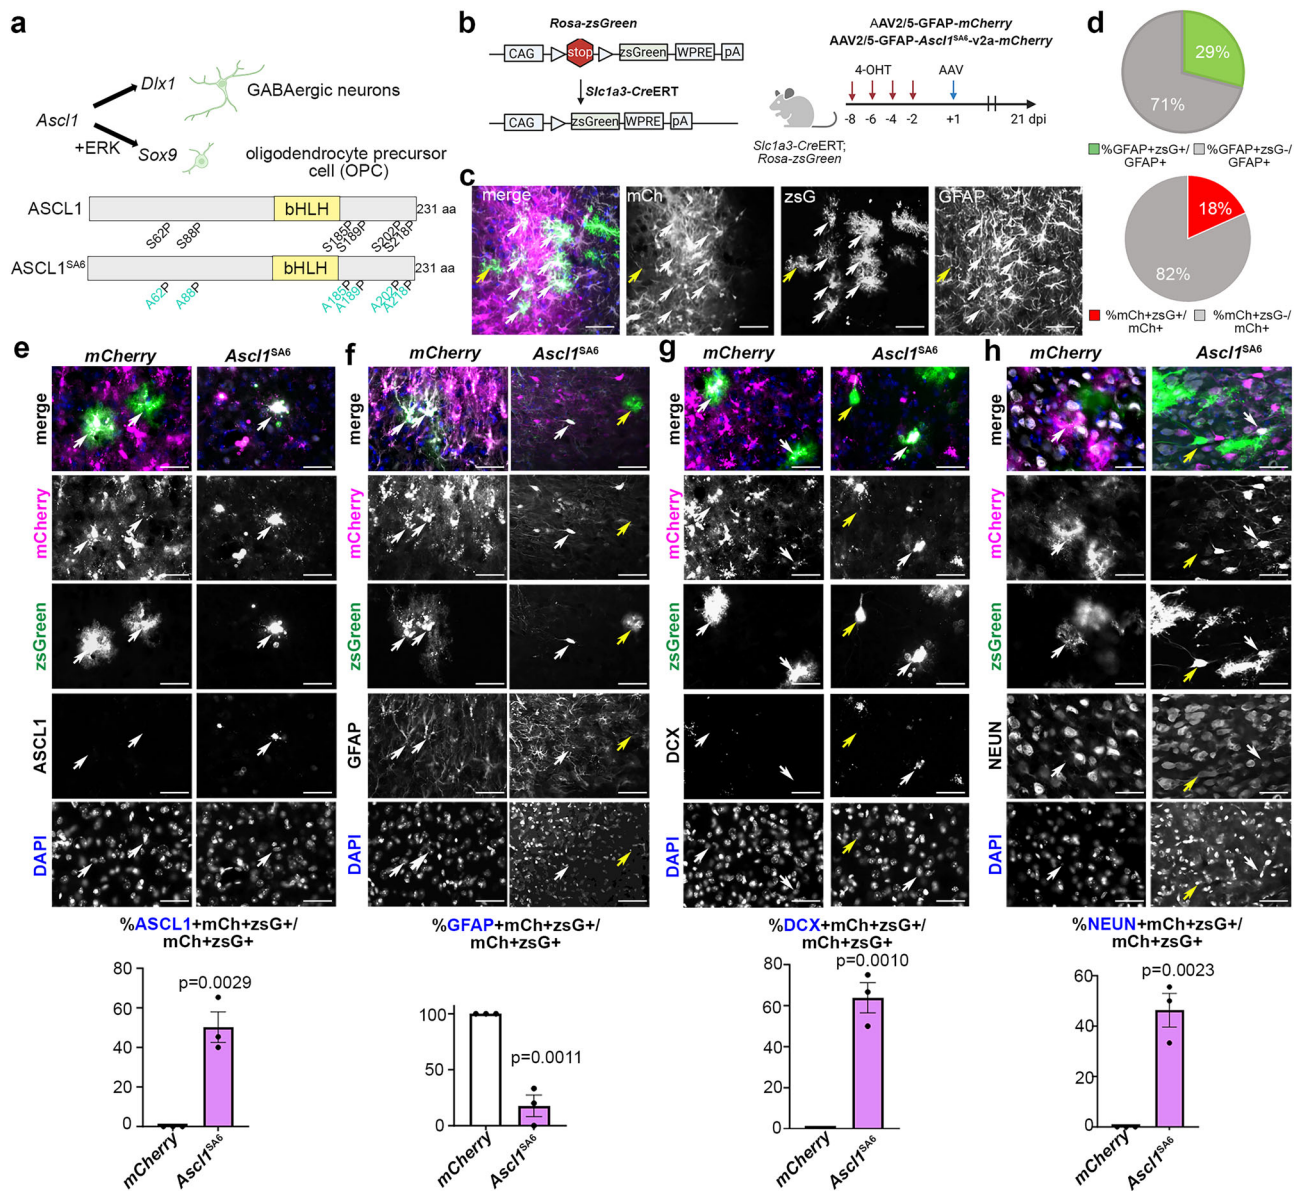 a
Ascl1
+ERK
Dlx1
GABAergic neurons
Sox9
oligodendrocyte precursor
cell (OPC)
ASCL1
bHLH
231 aa
S62P
S88P
S185P
S189P
S202P
S218P
ASCL1SA6
bHLH
231 aa
A62P
A88P
A185P
A189P
A202P
A218P
b
Rosa-zsGreen
CAG
stop
zsGreen
WPRE
pA
Slc1a3-CreERT
CAG
zsGreen
WPRE
pA
AAV2/5-GFAP-mCherry
AAV2/5-GFAP-Ascl1SA6-v2a-mCherry
4-OHT
AAV
-8
-6
-4
-2
+1
21 dpi
Slc1a3-CreERT;
Rosa-zsGreen
c
merge
mCh
zsG
GFAP
d
29%
71%
%GFAP+zsG+/
GFAP+
%GFAP+zsG-/
GFAP+
18%
82%
%mCh+zsG+/
mCh+
%mCh+zsG-/
mCh+
e
mCherry
Ascl1SA6
merge
mCherry
zsGreen
ASCL1
DAPI
%ASCL1+mCh+zsG+/
mCh+zsG+
80
60
40
20
0
p=0.0029
mCherry
Ascl1SA6
f
mCherry
Ascl1SA6
merge
mCherry
zsGreen
GFAP
DAPI
%GFAP+mCh+zsG+/
mCh+zsG+
100
50
0
p=0.0011
mCherry
Ascl1SA6
g
mCherry
Ascl1SA6
merge
mCherry
zsGreen
DCX
DAPI
%DCX+mCh+zsG+/
mCh+zsG+
80
60
40
20
0
p=0.0010
mCherry
Ascl1SA6
h
mCherry
Ascl1SA6
merge
mCherry
zsGreen
NEUN
DAPI
%NEUN+mCh+zsG+/
mCh+zsG+
60
40
20
0
p=0.0023
mCherry
Ascl1SA6